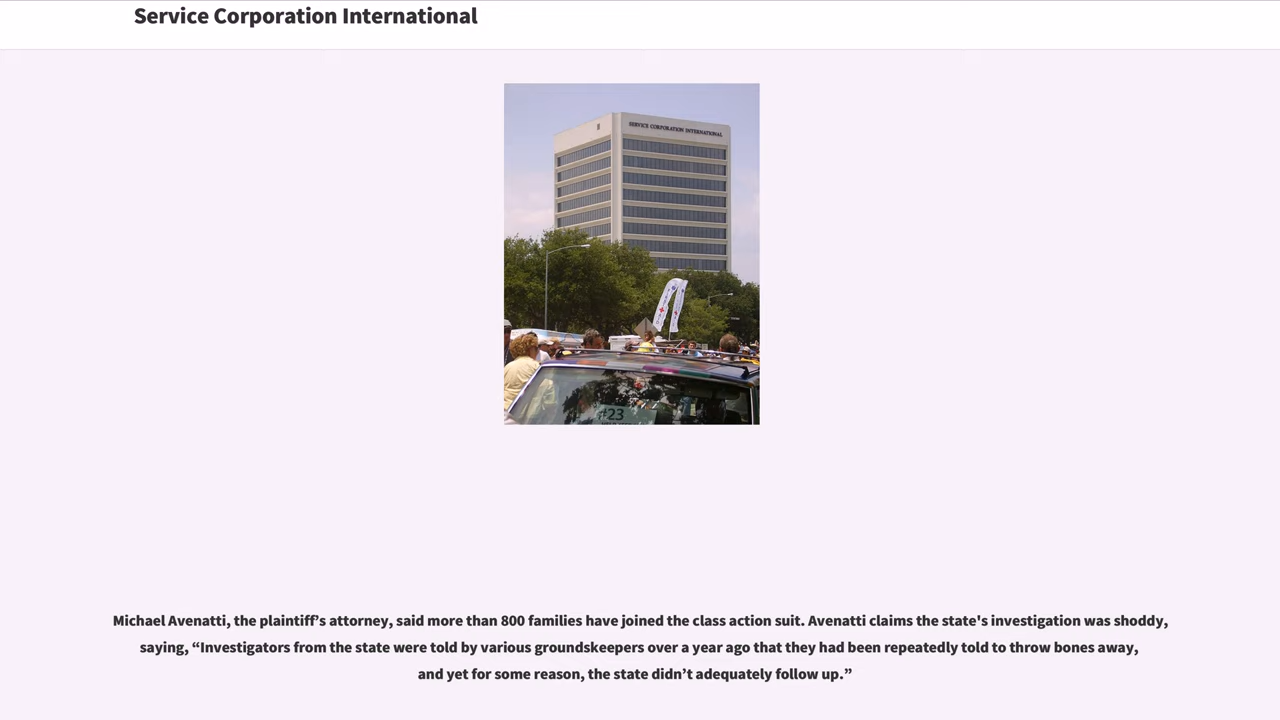 Service Corporation International
SERVICE CORPORATION INTERNATIONAL
#23
Michael Avenatti, the plaintiff’s attorney, said more than 800 families have joined the class action suit. Avenatti claims the state's investigation was shoddy,
saying, “Investigators from the state were told by various groundskeepers over a year ago that they had been repeatedly told to throw bones away,
and yet for some reason, the state didn’t adequately follow up.”